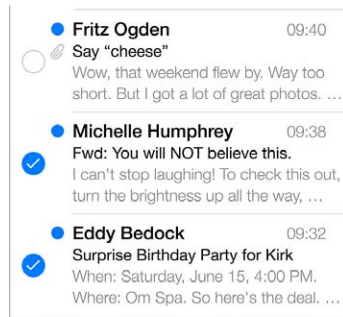 Fritz Ogden 09:40
Say “cheese”
Wow, that weekend flew by. Way too
short. But I got a lot of great photos. …
Michelle Humphrey 09:38
Fwd: You will NOT believe this.
I can't stop laughing! To check this out,
turn the brightness up all the way, …
Eddy Bedock 09:32
Surprise Birthday Party for Kirk
When: Saturday, June 15, 4:00 PM.
Where: Om Spa. So here's the deal. …